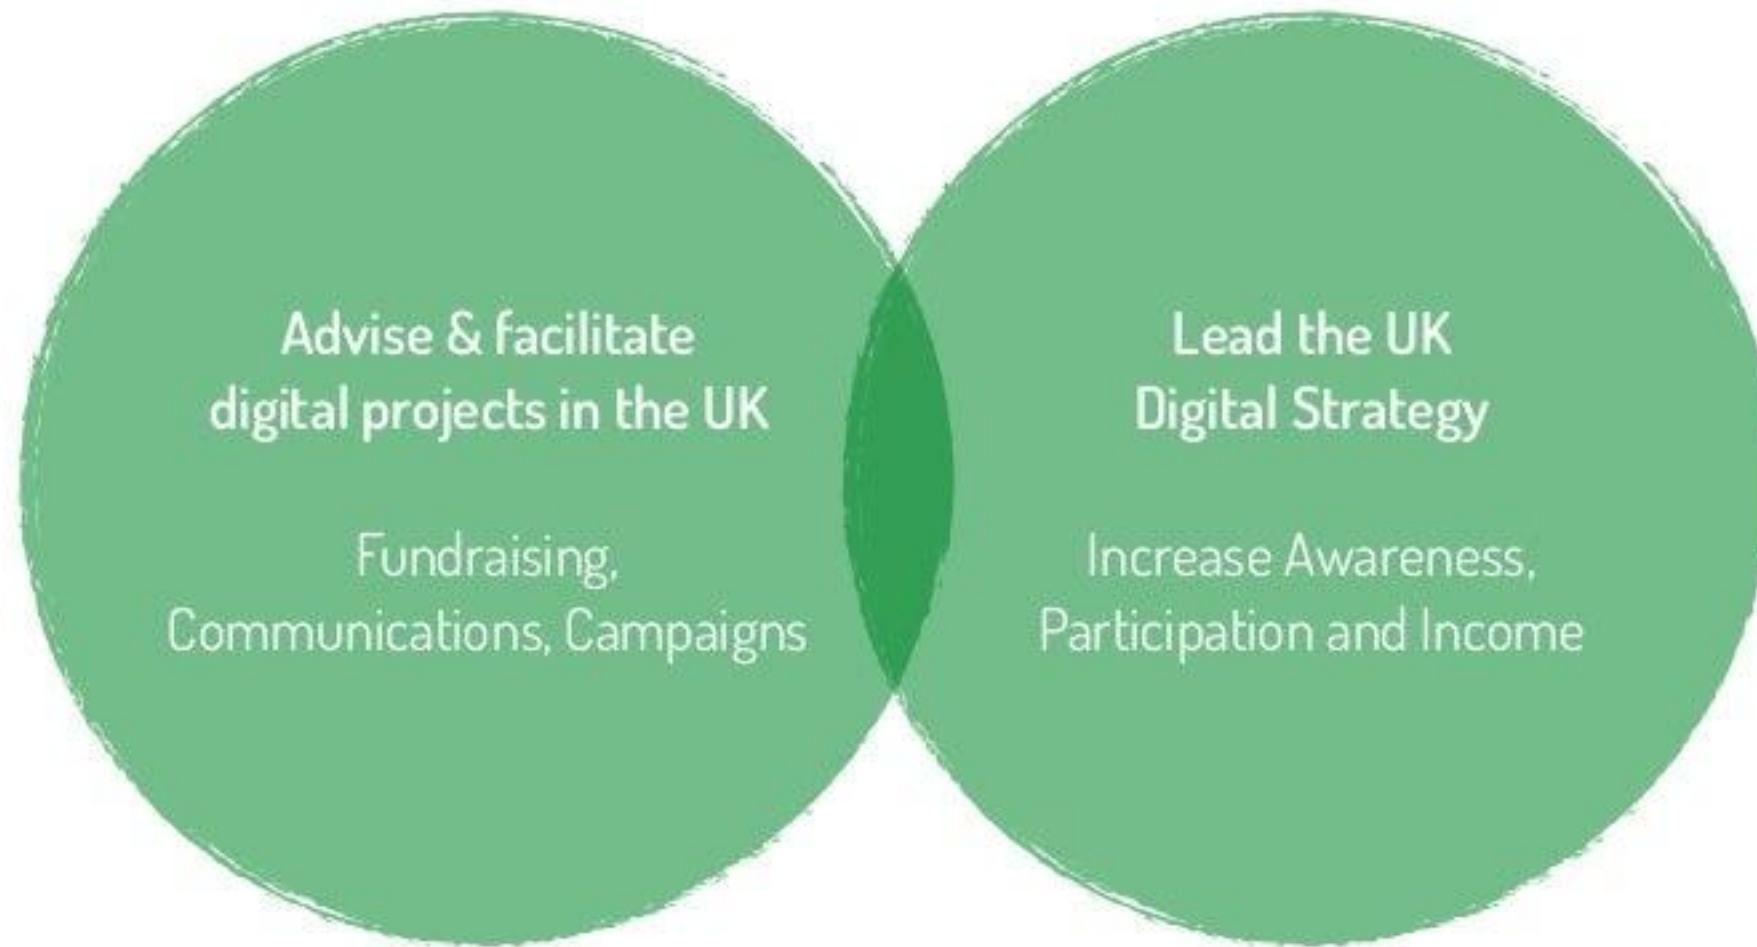 Advise & facilitate
digital projects in the UK
Fundraising,
Communications, Campaigns
Lead the UK
Digital Strategy
Increase Awareness,
Participation and Income